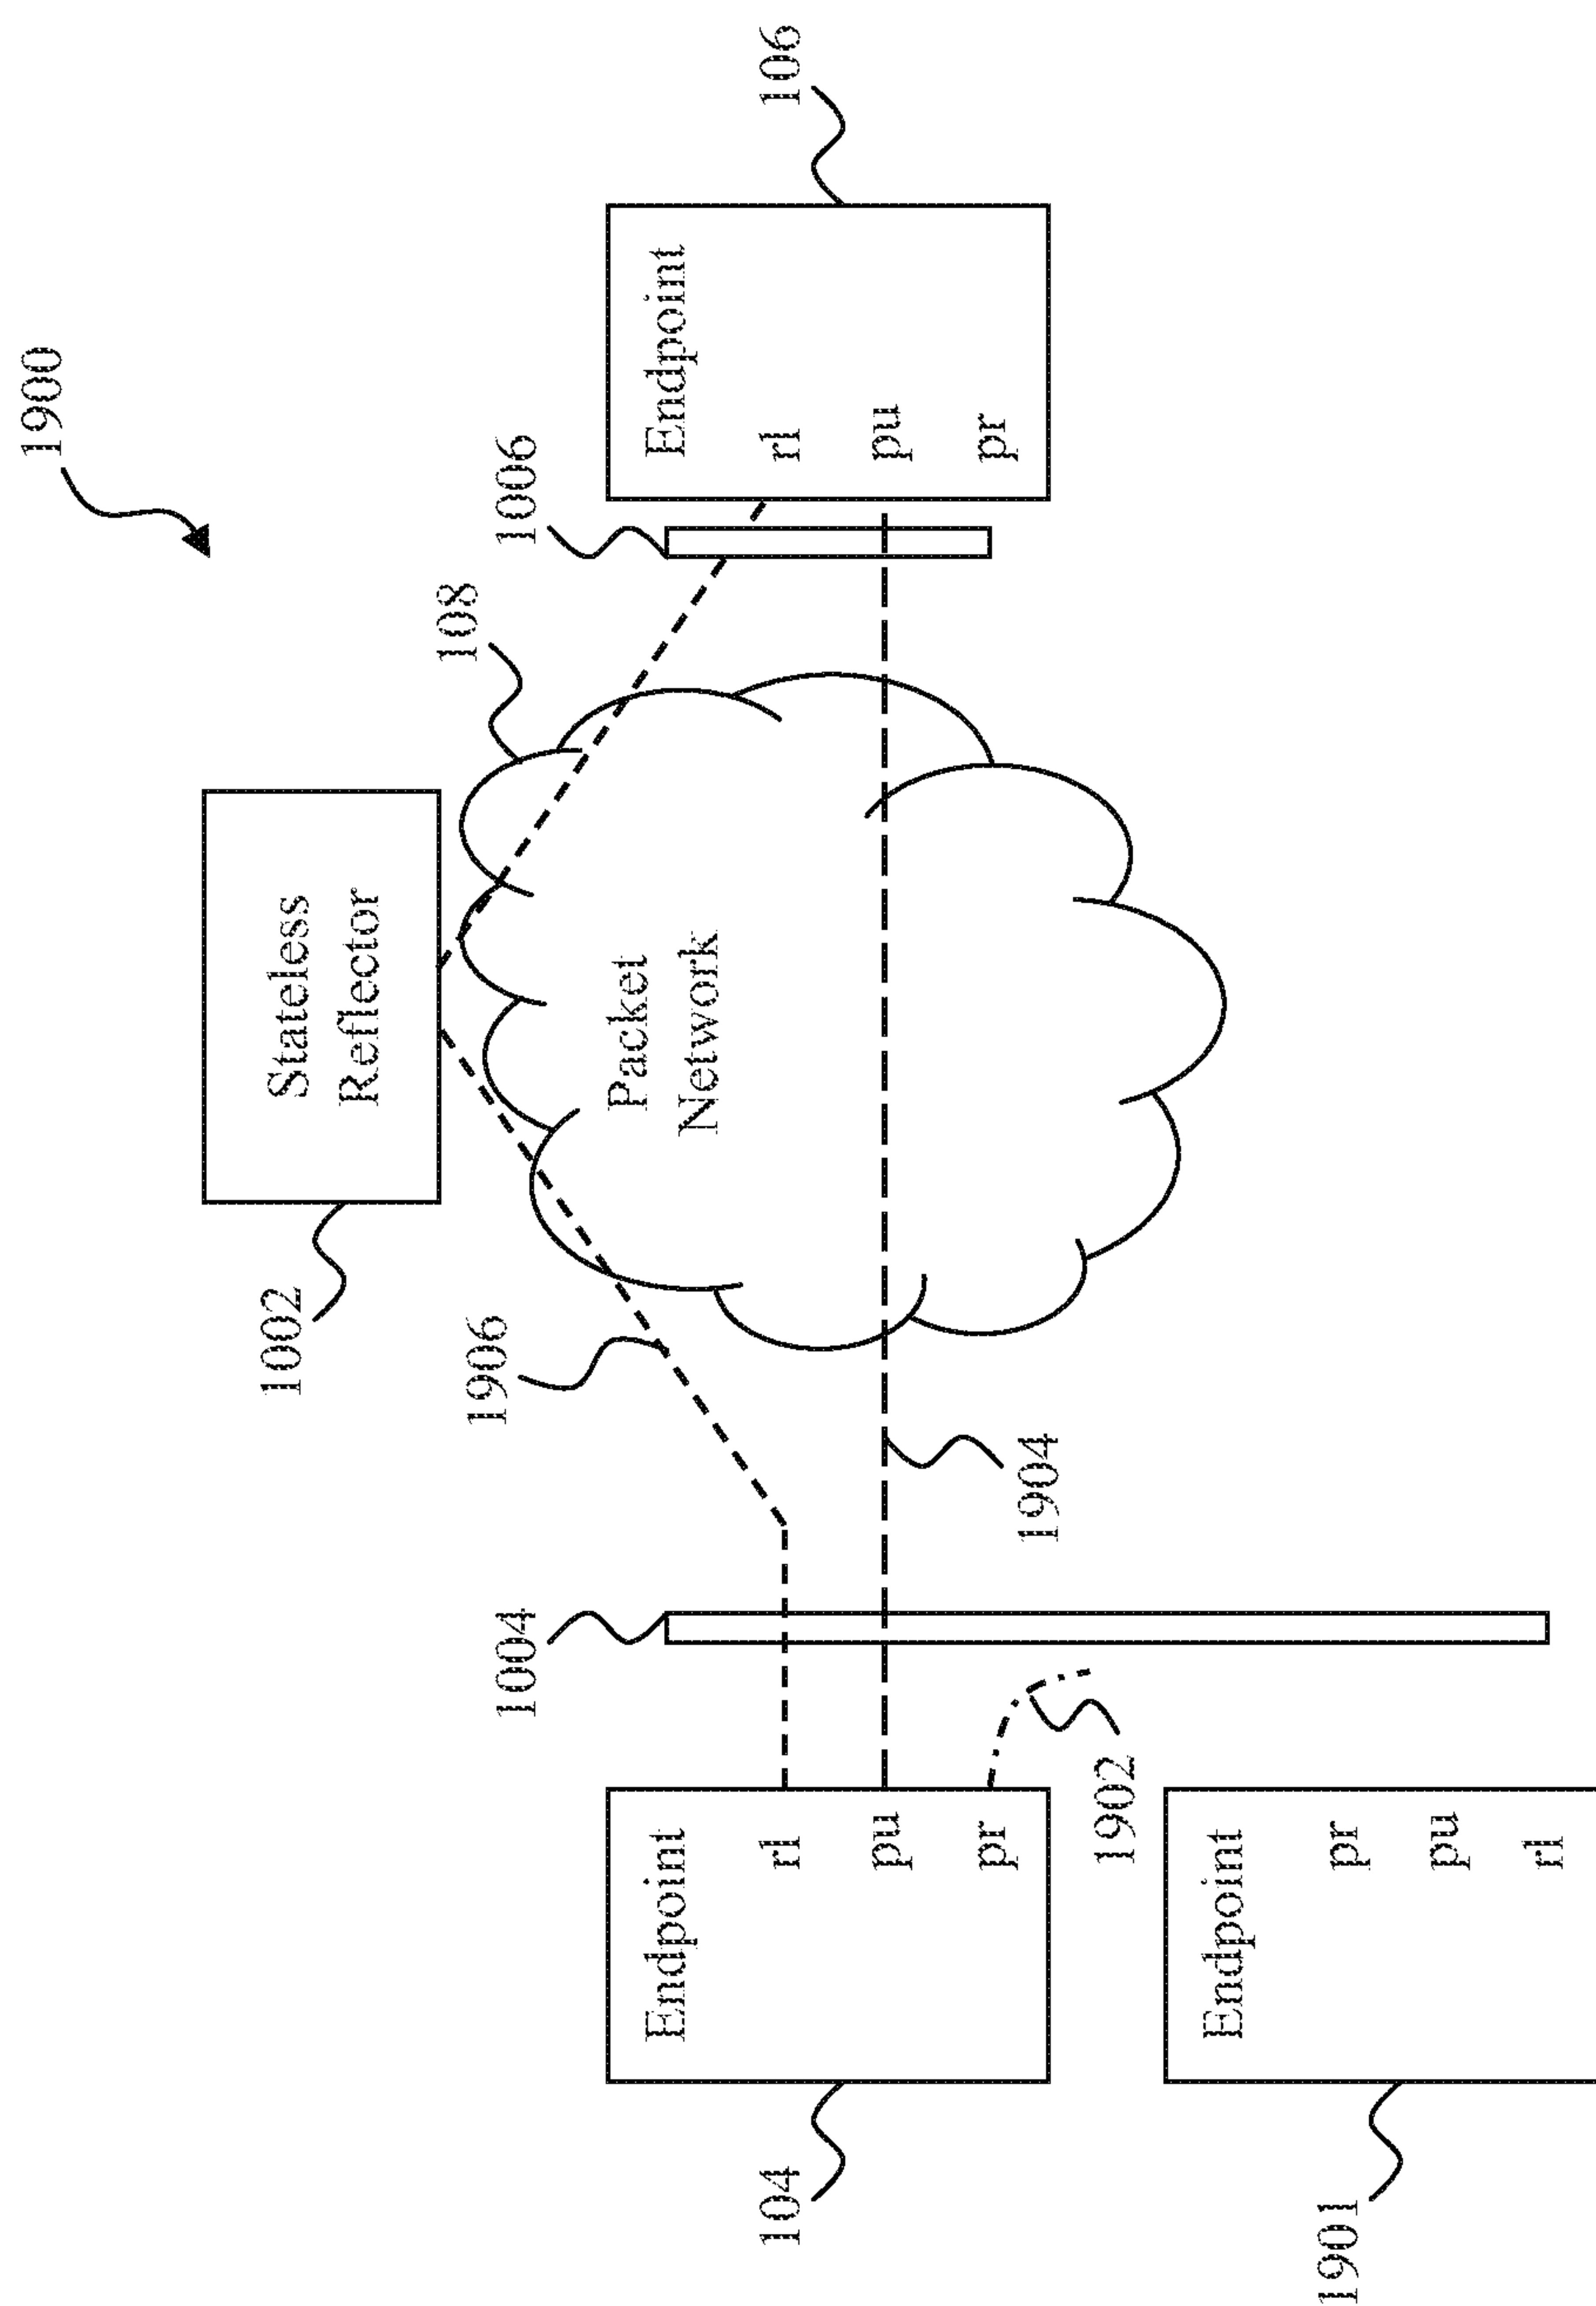 1900
Stateless
Reflector
1002
108
1906
Packet
Network
1004
1006
1904
Endpoint
rl
pu
pr
104
1902
Endpoint
rl
pu
pr
106
Endpoint
pr
pu
rl
1901